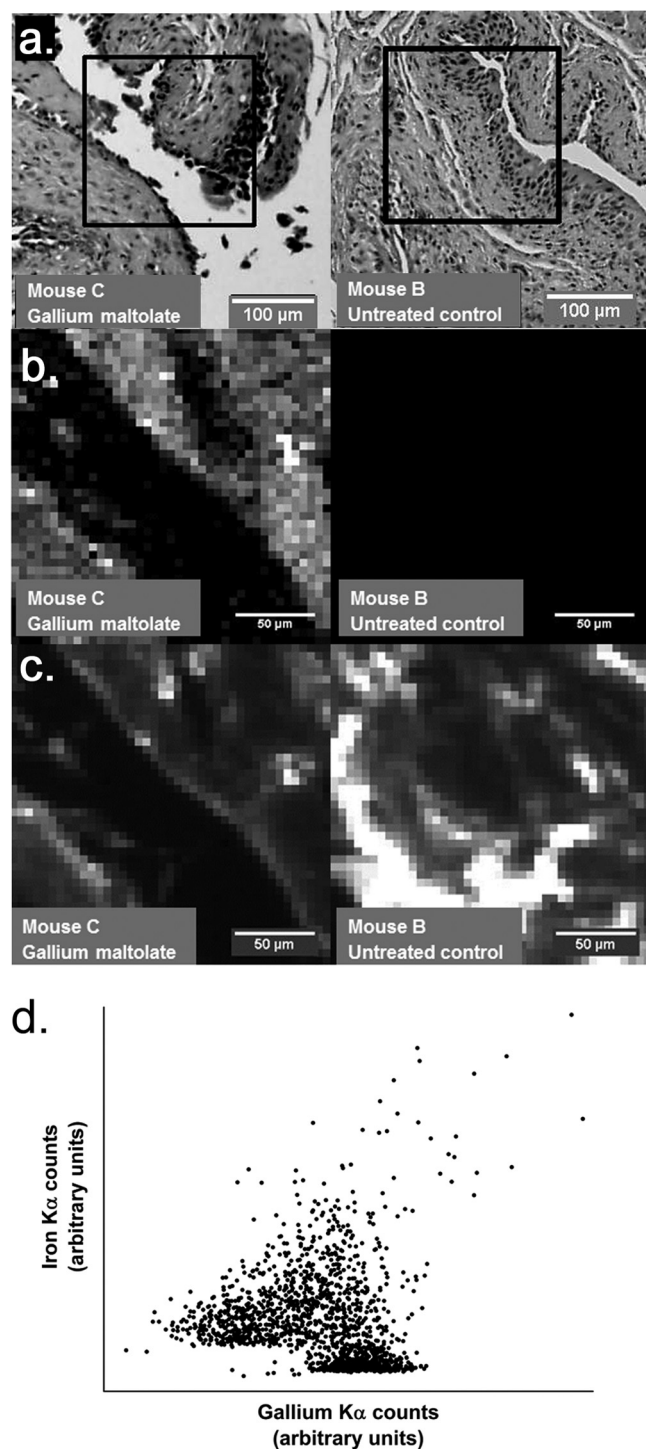 a.
Mouse C
Gallium maltolate
100 µm
Mouse B
Untreated control
100 µm
b.
Mouse C
Gallium maltolate
50 µm
Mouse B
Untreated control
50 µm
c.
Mouse C
Gallium maltolate
50 µm
Mouse B
Untreated control
50 µm
d.
Iron Kα counts
(arbitrary units)
Gallium Kα counts
(arbitrary units)